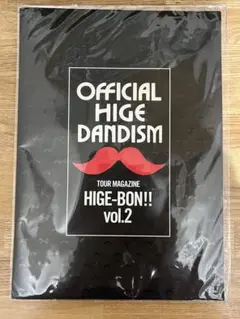 OFFICIAL
HIGE
DANDISM
TOUR MAGAZINE
HIGE-BON!!
vol.2